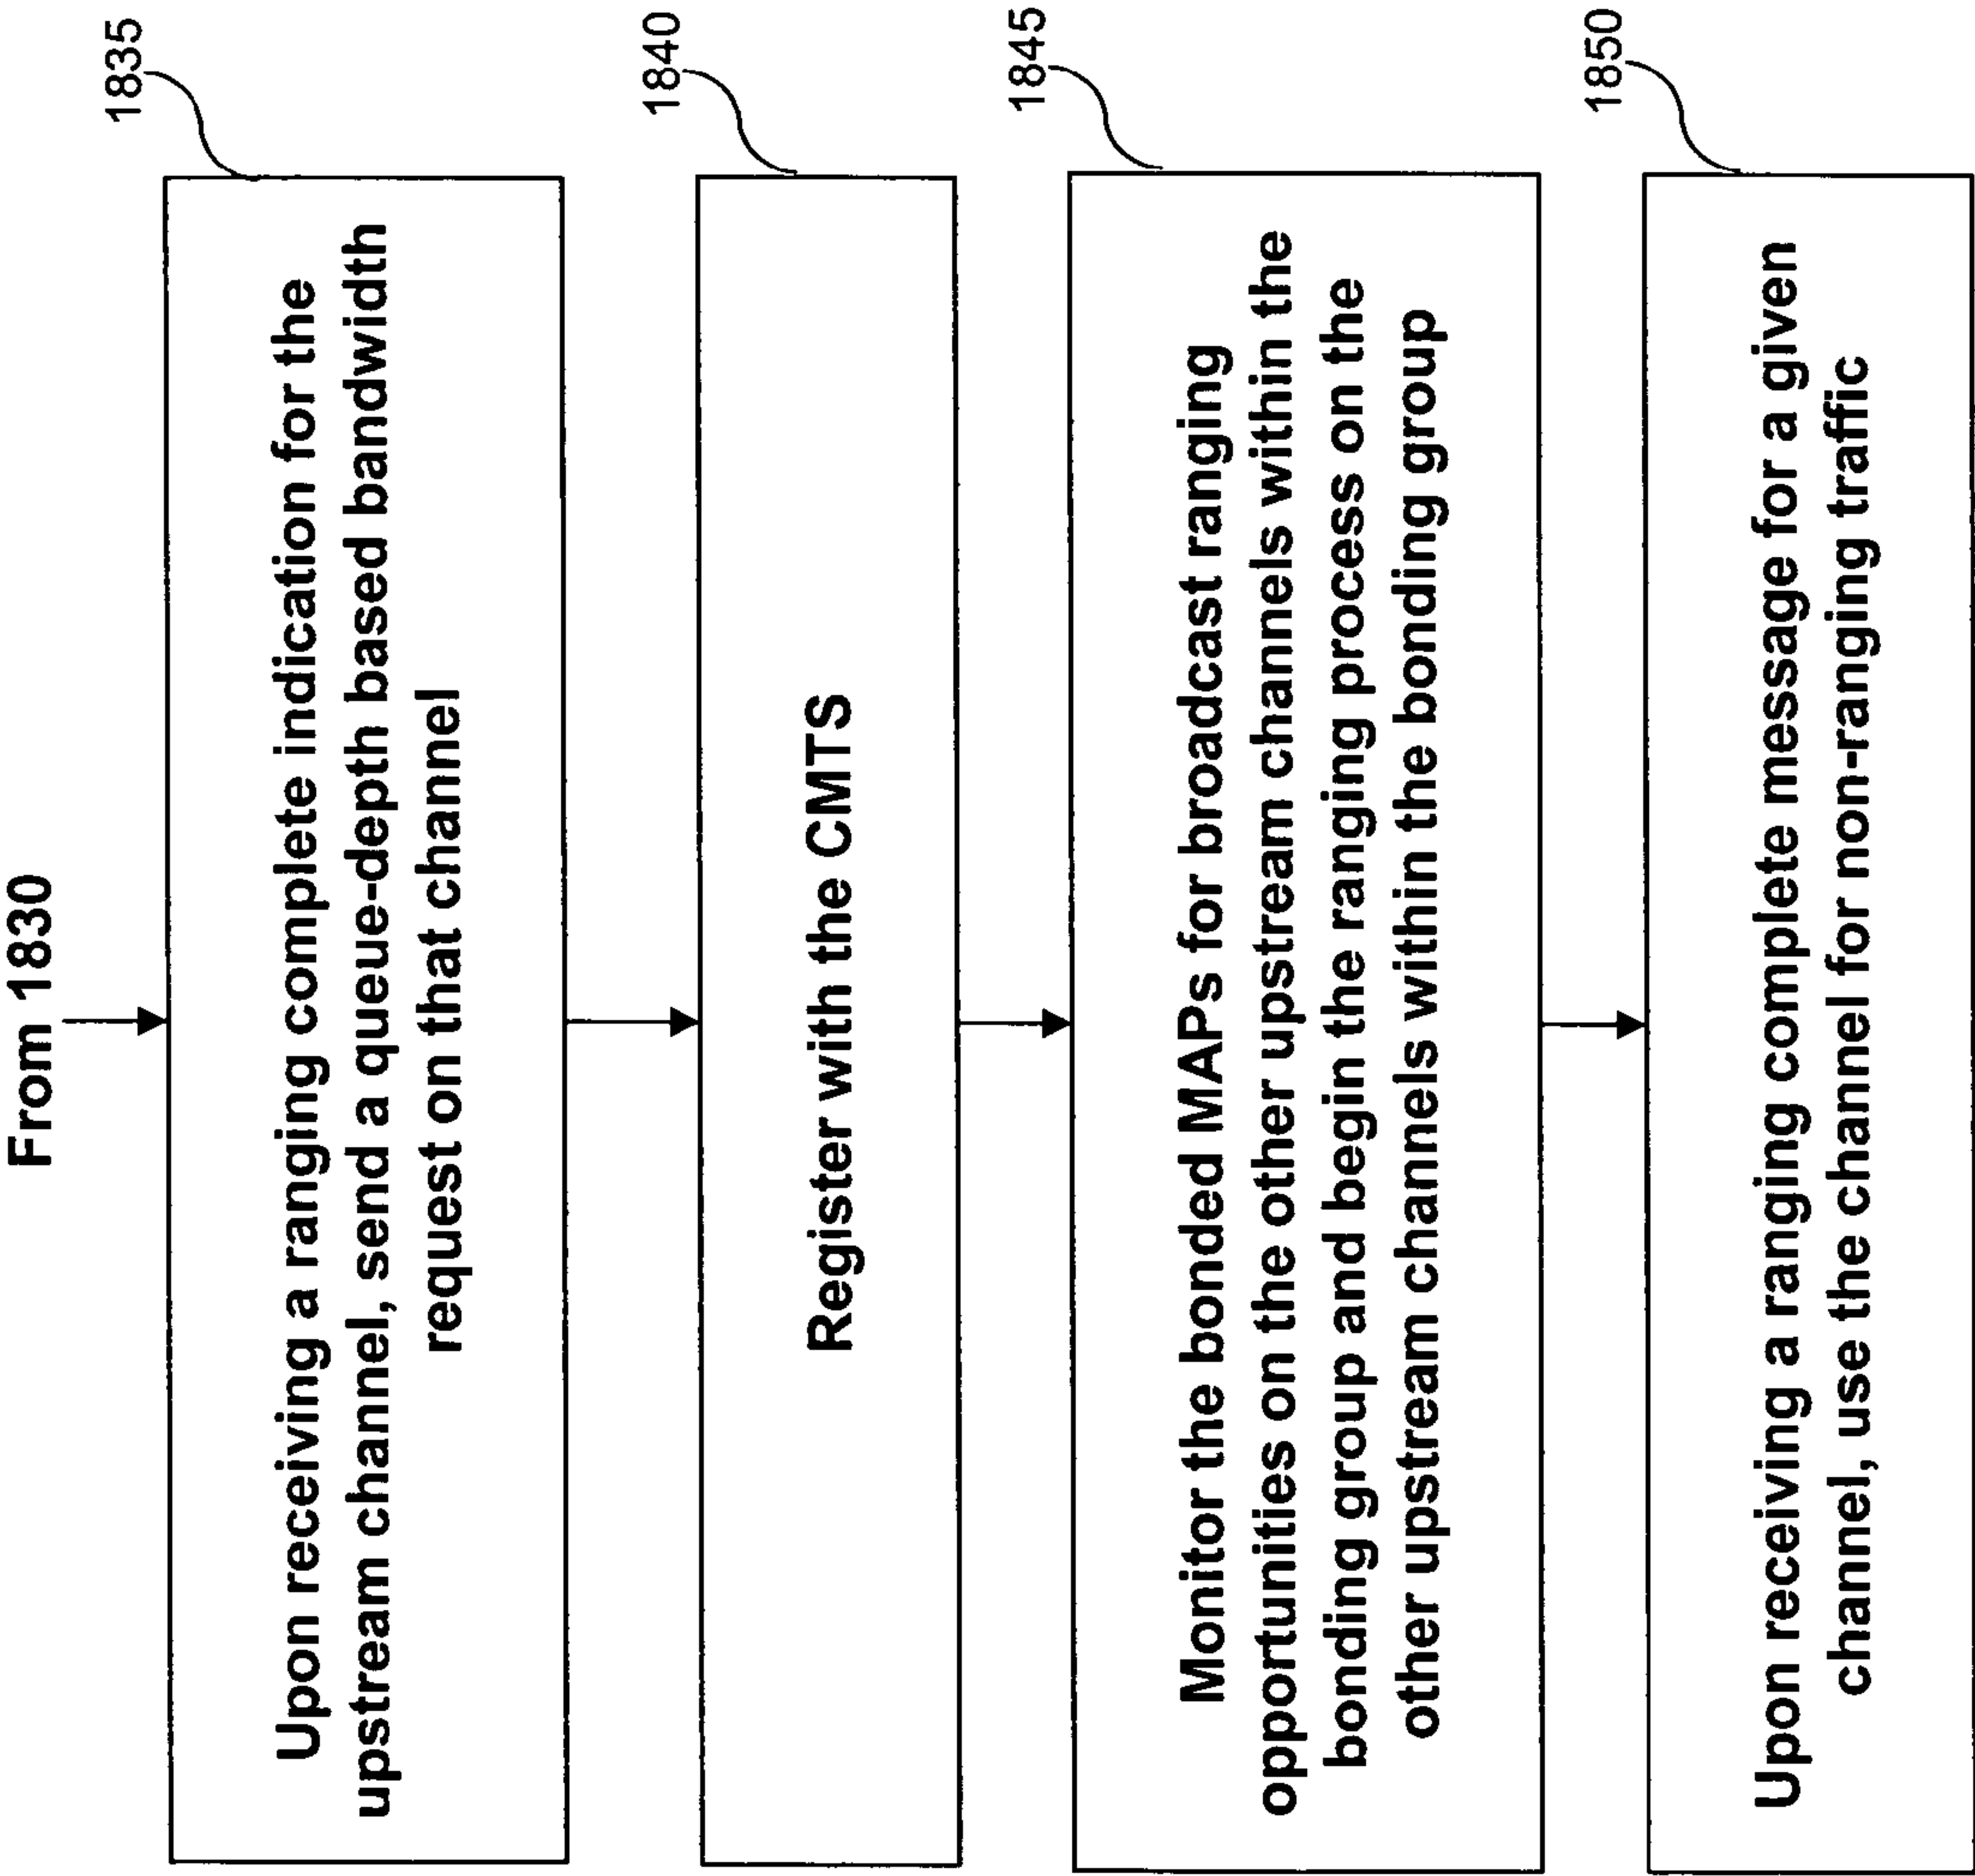 From 1830
1835
Upon receiving a ranging complete indication for the
upstream channel, send a queue-depth based bandwidth
request on that channel
1840
Register with the CMTS
1845
Monitor the bonded MAPs for broadcast ranging
opportunities on the other upstream channels within the
bonding group and begin the ranging process on the
other upstream channels within the bonding group
1850
Upon receiving a ranging complete message for a given
channel, use the channel for non-ranging traffic